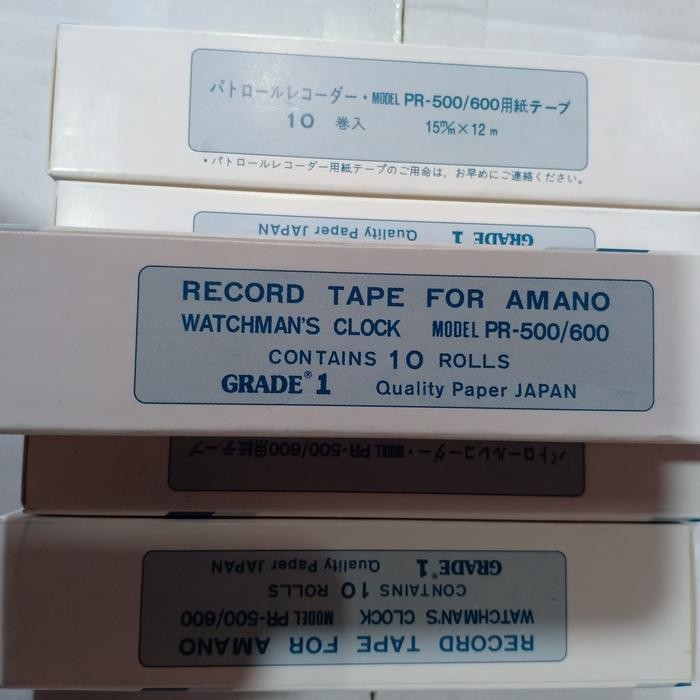 パトロールレコーダー・MODEL PR-500/600用紙テープ
10 巻入 15m/m×12m
・パトロールレコーダー用紙テープのご用命は、お早めにご連絡ください。
GRADE 1 Quality Paper JAPAN
RECORD TAPE FOR AMANO
WATCHMAN'S CLOCK MODEL PR-500/600
CONTAINS 10 ROLLS
GRADE® 1 Quality Paper JAPAN
パトロールレコーダー・MODEL PR-500/600用紙テープ
RECORD TAPE FOR AMANO
WATCHMAN'S CLOCK MODEL PR-500/600
CONTAINS 10 ROLLS
GRADE® 1 Quality Paper JAPAN